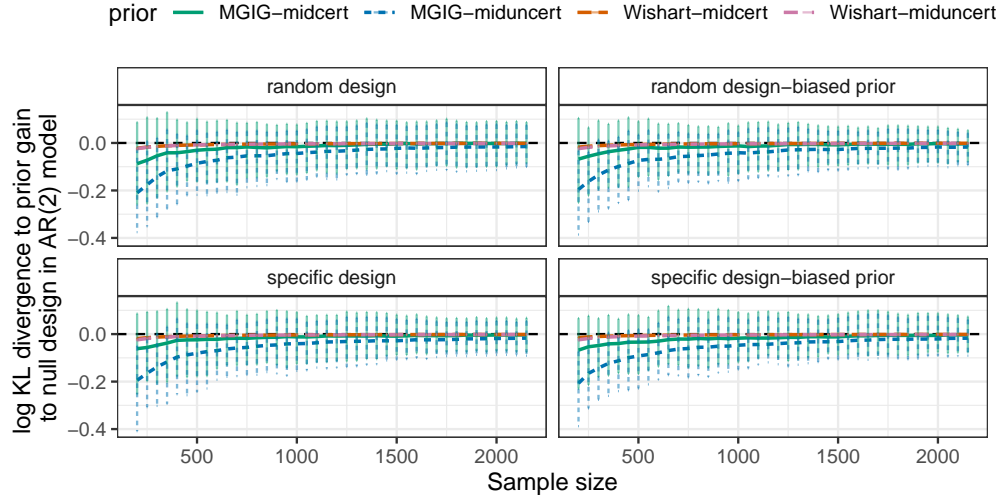 prior MGIG−midcert MGIG−miduncert Wishart−midcert Wishart−miduncert
random design
random design−biased prior
0.0
−0.2
−0.4
specific design
specific design−biased prior
0.0
−0.2
−0.4
500 1000 1500 2000
500 1000 1500 2000
Sample size
log KL divergence to prior gain
to null design in AR(2) model